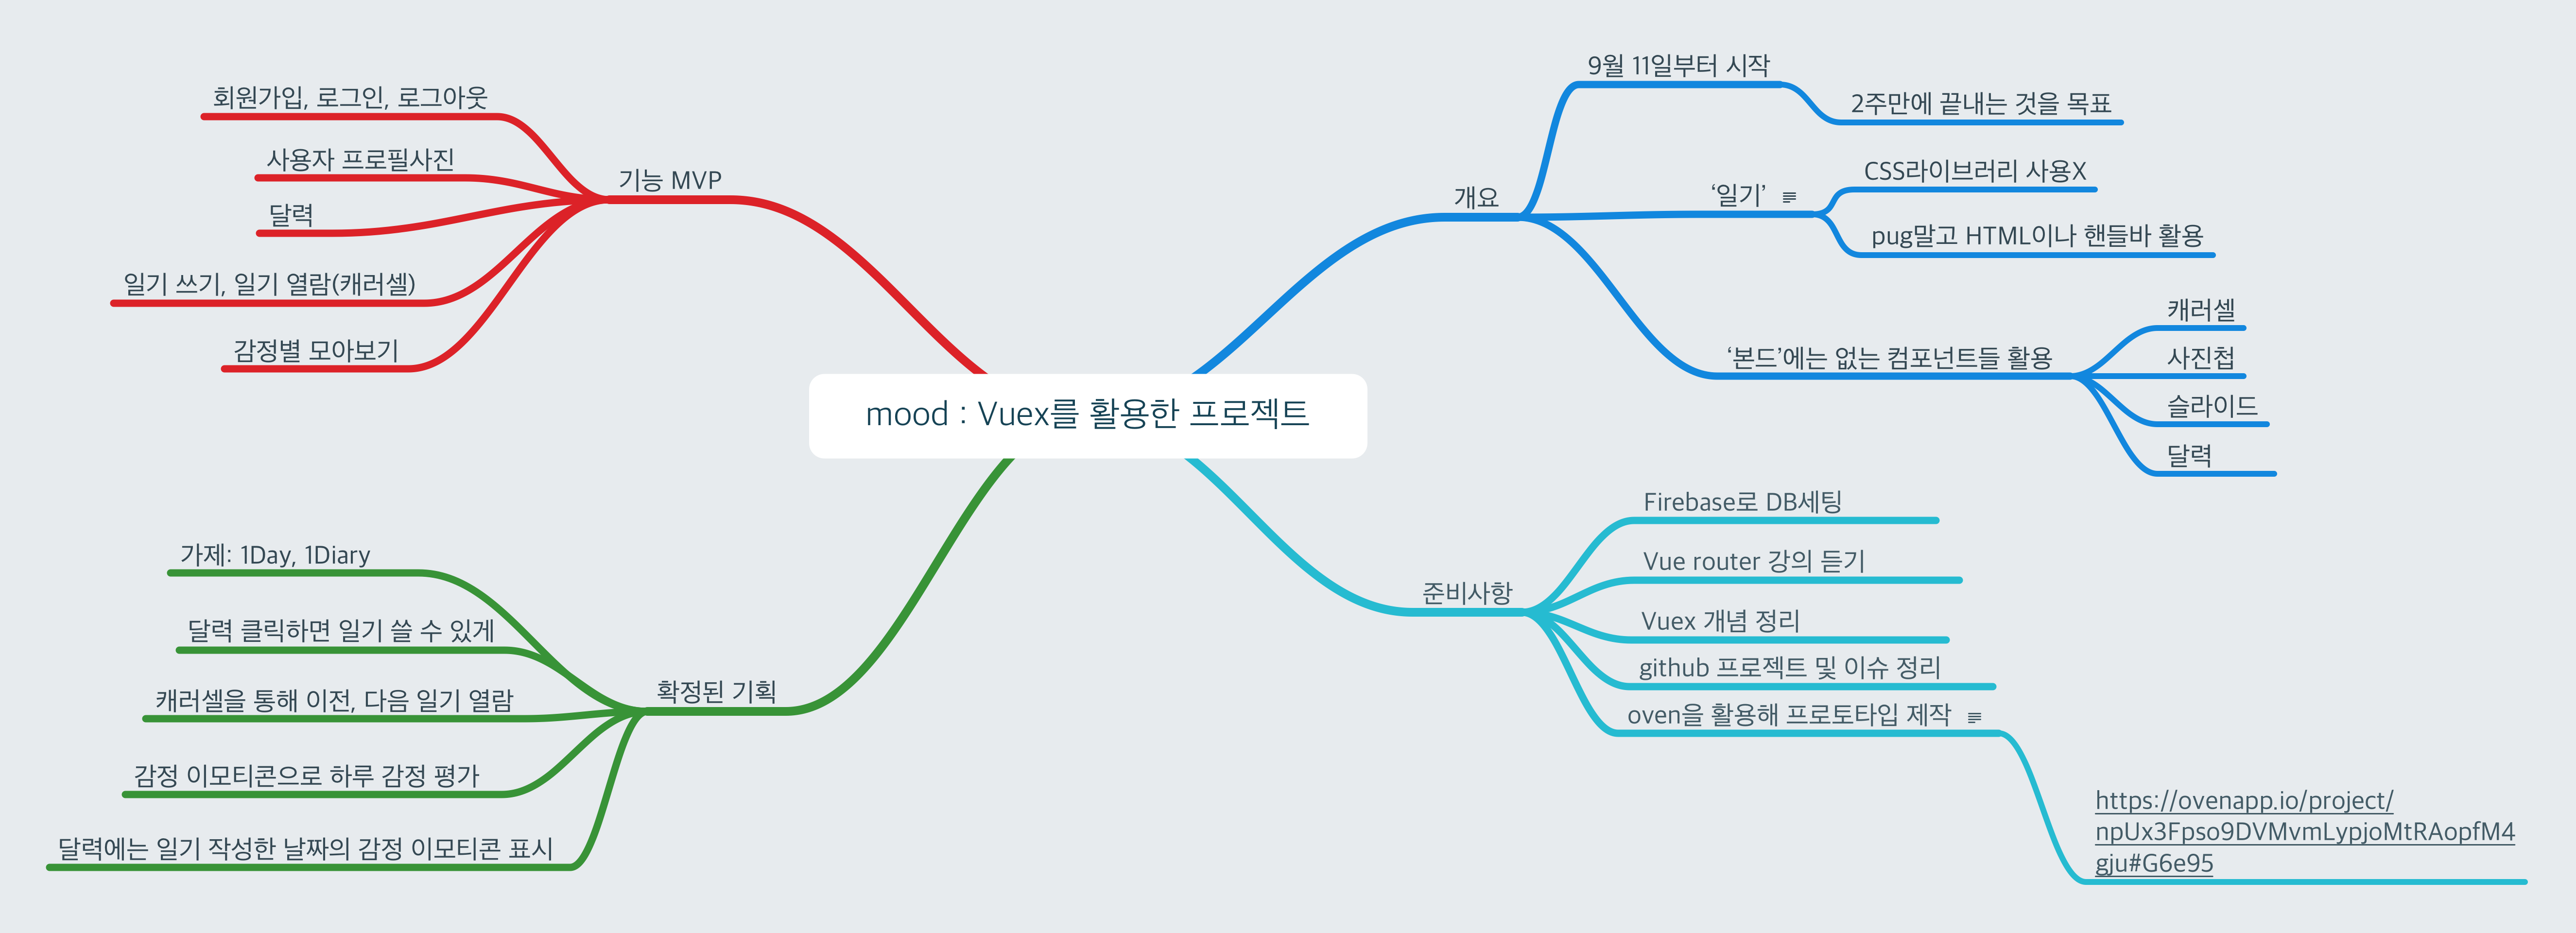 mood : Vuex를 활용한 프로젝트
개요
9월 11일부터 시작
2주만에 끝내는 것을 목표
‘일기’
CSS라이브러리 사용X
pug말고 HTML이나 핸들바 활용
‘본드’에는 없는 컴포넌트들 활용
캐러셀
사진첩
슬라이드
달력
준비사항
Firebase로 DB세팅
Vue router 강의 듣기
Vuex 개념 정리
github 프로젝트 및 이슈 정리
oven을 활용해 프로토타입 제작
https://ovenapp.io/project/
npUx3Fpso9DVMvmLypjoMtRAopfM4
gju#G6e95
기능 MVP
회원가입, 로그인, 로그아웃
사용자 프로필사진
달력
일기 쓰기, 일기 열람(캐러셀)
감정별 모아보기
확정된 기획
가제: 1Day, 1Diary
달력 클릭하면 일기 쓸 수 있게
캐러셀을 통해 이전, 다음 일기 열람
감정 이모티콘으로 하루 감정 평가
달력에는 일기 작성한 날짜의 감정 이모티콘 표시